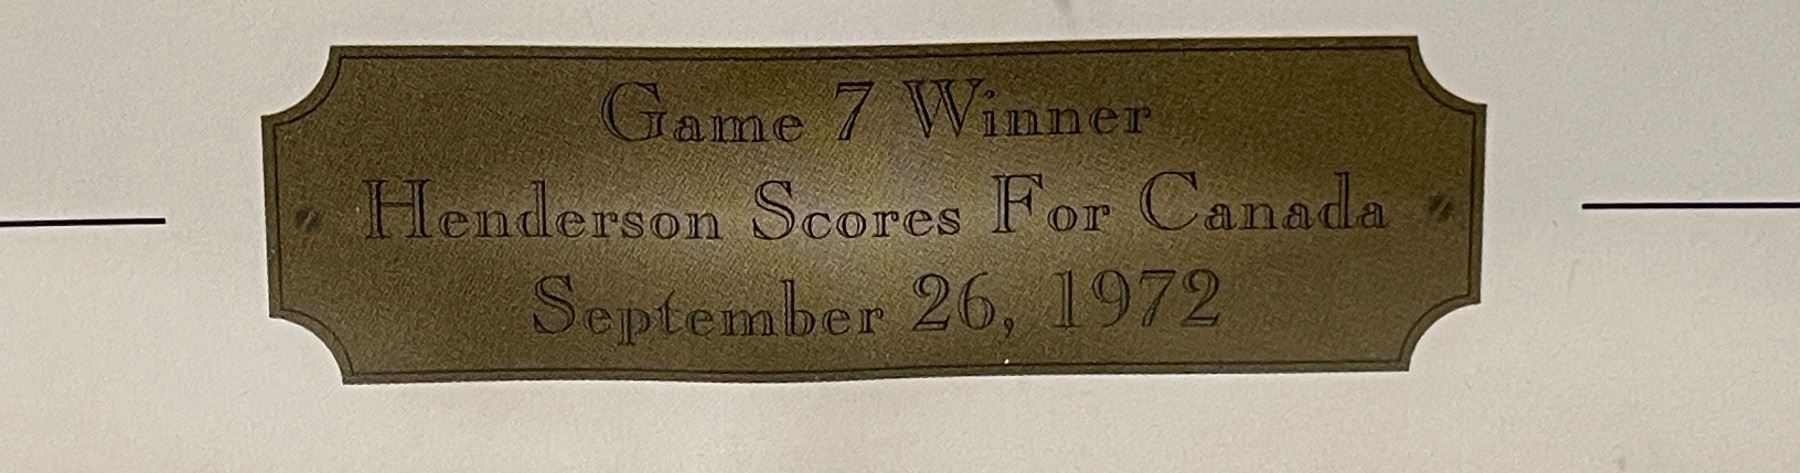 Game 7 Winner
Henderson Scores For Canada
September 26, 1972